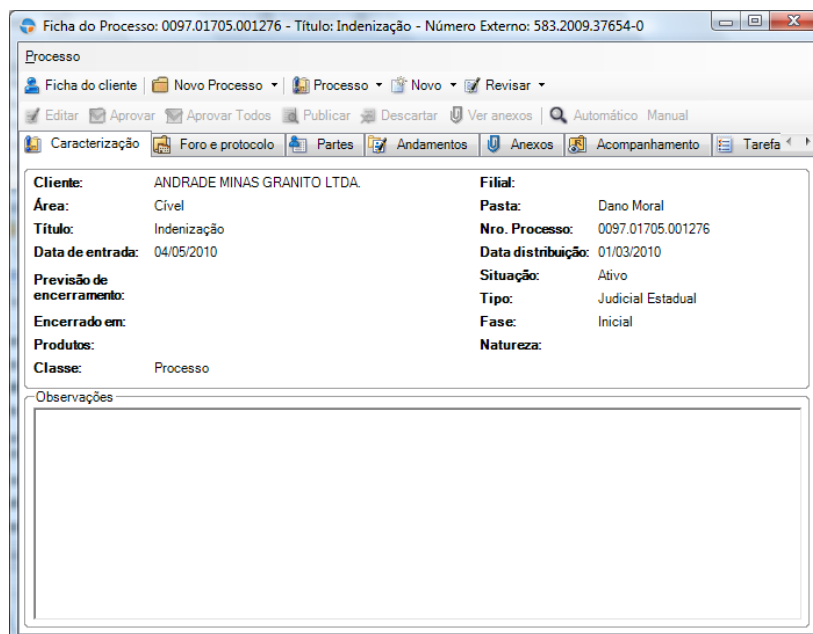 Ficha do Processo: 0097.01705.001276 - Título: Indenização - Número Externo: 583.2009.37654-0
Processo
Ficha do cliente Novo Processo Processo Novo Revisar
Editar Aprovar Aprovar Todos Publicar Descartar Ver anexos Automático Manual
Caracterização Foro e protocolo Partes Andamentos Anexos Acompanhamento Tarefa
Cliente: ANDRADE MINAS GRANITO LTDA. Filial:
Área: Cível Pasta: Dano Moral
Título: Indenização Nro. Processo: 0097.01705.001276
Data de entrada: 04/05/2010 Data distribuição: 01/03/2010
Previsão de encerramento: Situação: Ativo
Tipo: Judicial Estadual
Encerrado em: Fase: Inicial
Produtos: Natureza:
Classe: Processo
Observações